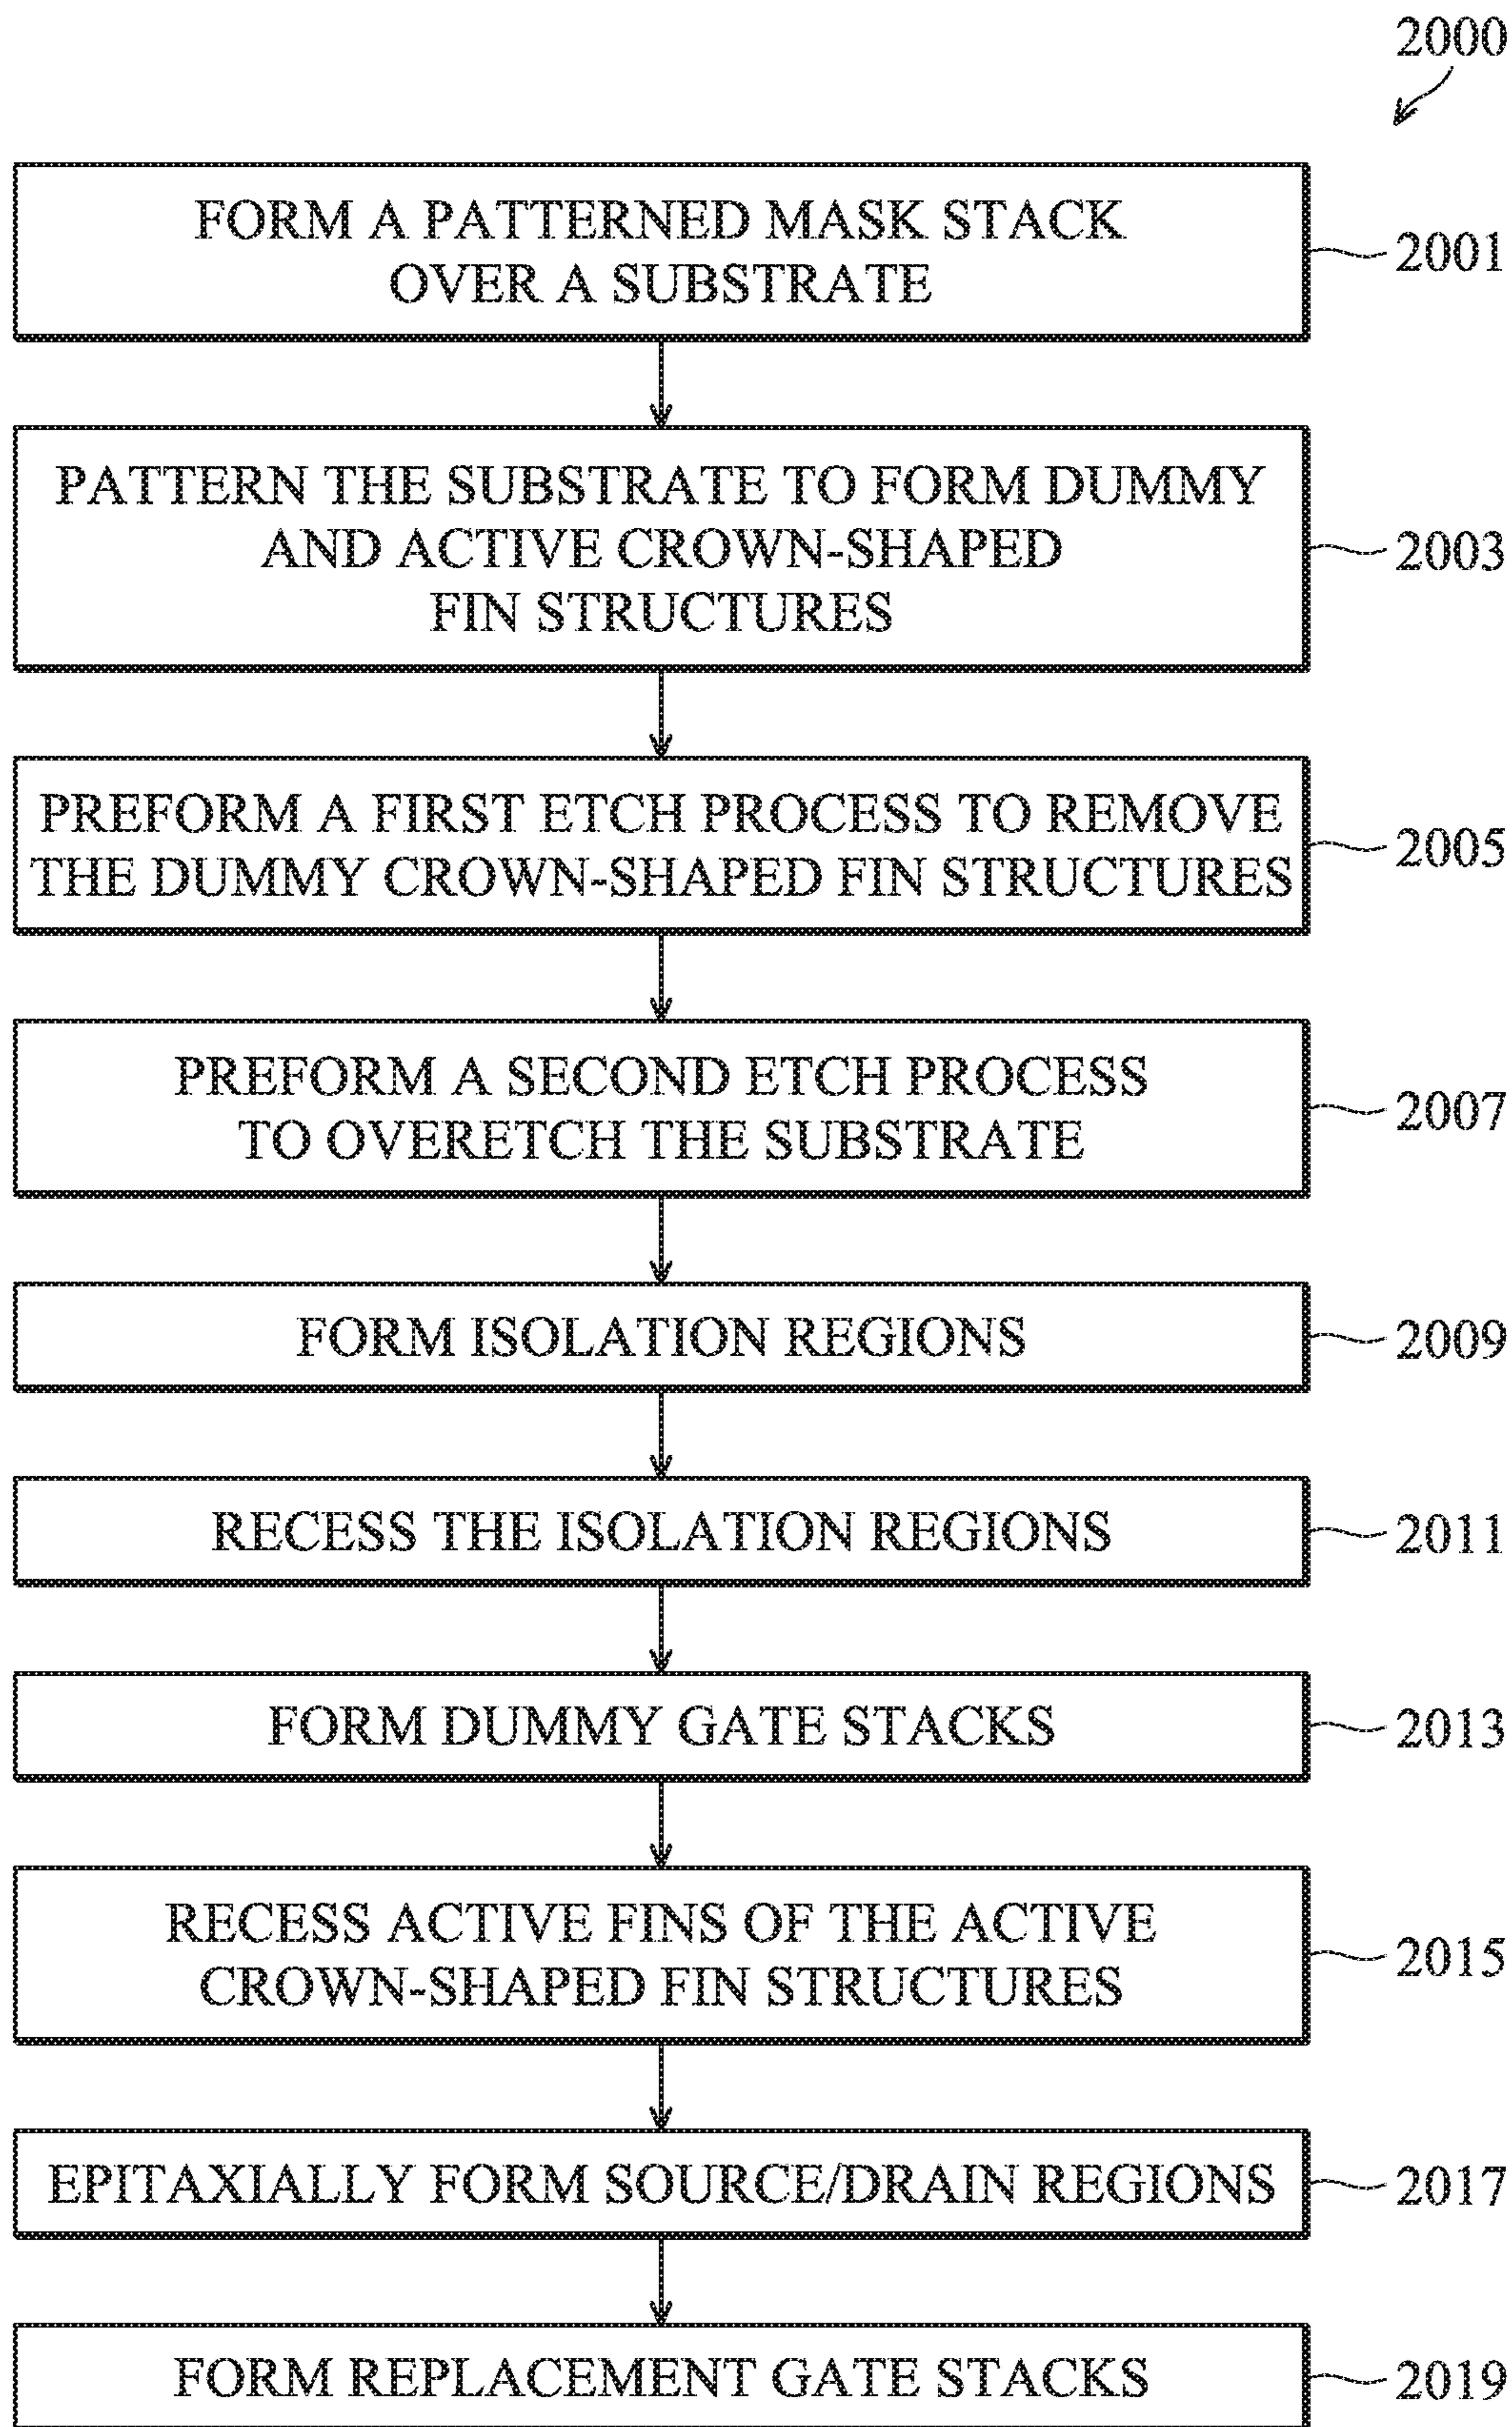 2000
FORM A PATTERNED MASK STACK
OVER A SUBSTRATE
2001
PATTERN THE SUBSTRATE TO FORM DUMMY
AND ACTIVE CROWN-SHAPED
FIN STRUCTURES
2003
PREFORM A FIRST ETCH PROCESS TO REMOVE
THE DUMMY CROWN-SHAPED FIN STRUCTURES
2005
PREFORM A SECOND ETCH PROCESS
TO OVERETCH THE SUBSTRATE
2007
FORM ISOLATION REGIONS
2009
RECESS THE ISOLATION REGIONS
2011
FORM DUMMY GATE STACKS
2013
RECESS ACTIVE FINS OF THE ACTIVE
CROWN-SHAPED FIN STRUCTURES
2015
EPITAXIALLY FORM SOURCE/DRAIN REGIONS
2017
FORM REPLACEMENT GATE STACKS
2019